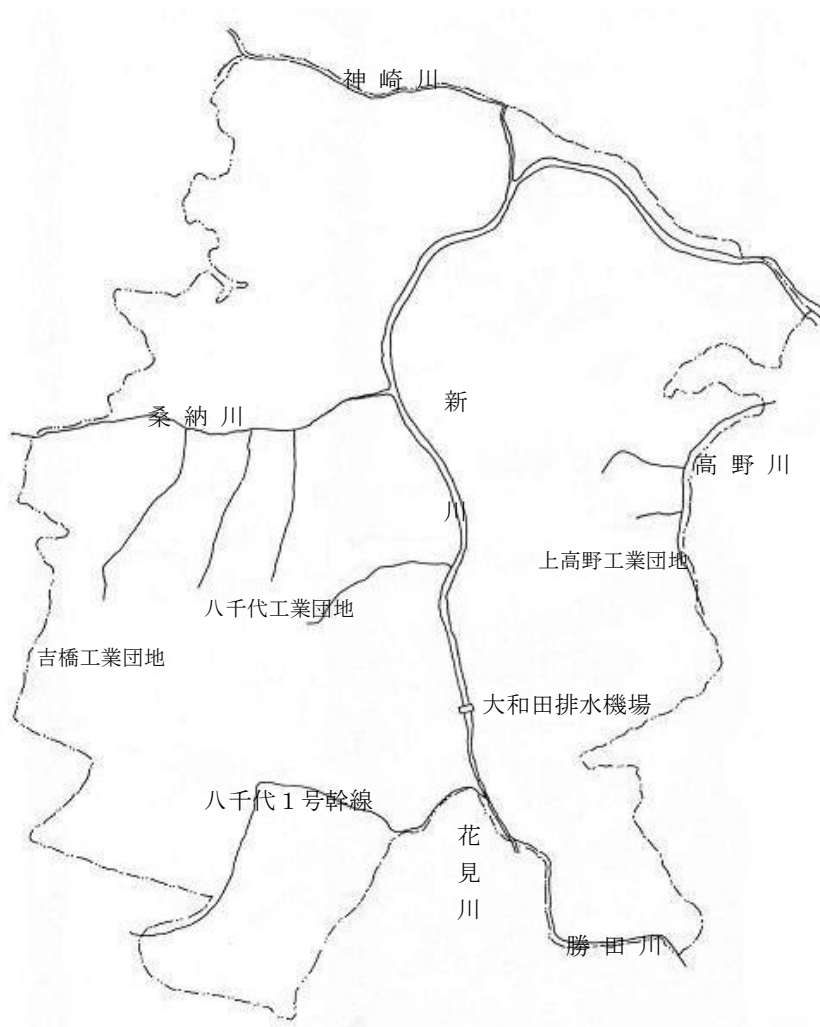 神崎川
新川
桑納川
高野川
上高野工業団地
八千代工業団地
吉橋工業団地
大和田排水機場
八千代１号幹線
花見川
勝田川